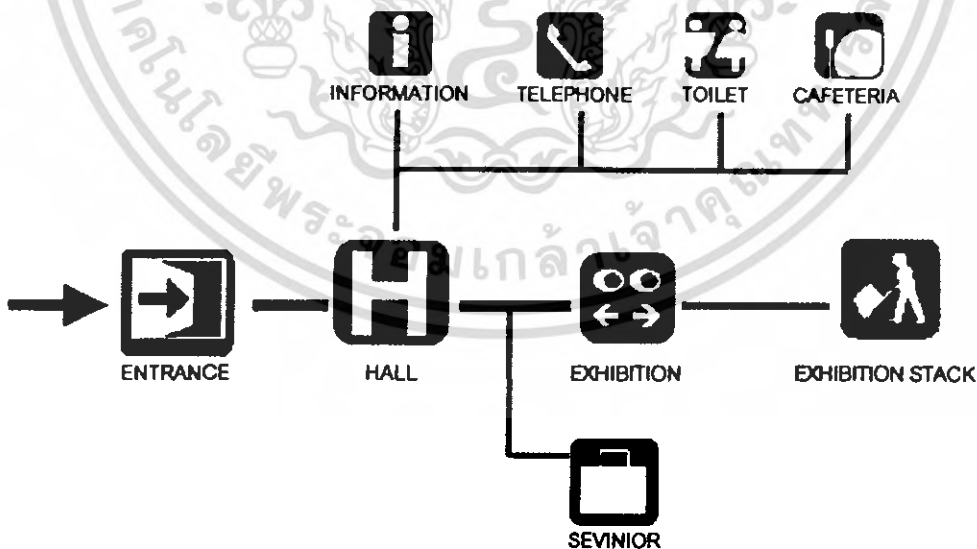 INFORMATION TELEPHONE TOILET CAFETERIA
H
ENTRANCE HALL EXHIBITION EXHIBITION STACK
SEVINIOR